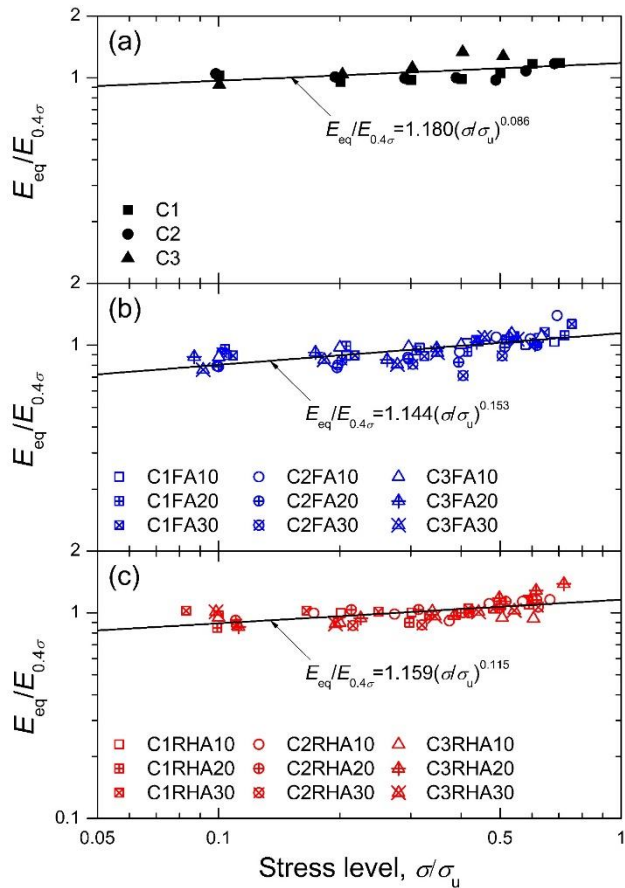 (a)
1
E_eq/E_0.4σ
E_eq/E_0.4σ=1.180(σ/σ_u)^0.086
C1
C2
C3
2
(b)
1
E_eq/E_0.4σ
E_eq/E_0.4σ=1.144(σ/σ_u)^0.153
C1FA10 C2FA10 C3FA10
C1FA20 C2FA20 C3FA20
C1FA30 C2FA30 C3FA30
2
(c)
1
E_eq/E_0.4σ
E_eq/E_0.4σ=1.159(σ/σ_u)^0.115
C1RHA10 C2RHA10 C3RHA10
C1RHA20 C2RHA20 C3RHA20
C1RHA30 C2RHA30 C3RHA30
0.1
0.05 0.1 0.5 1
Stress level, σ/σ_u